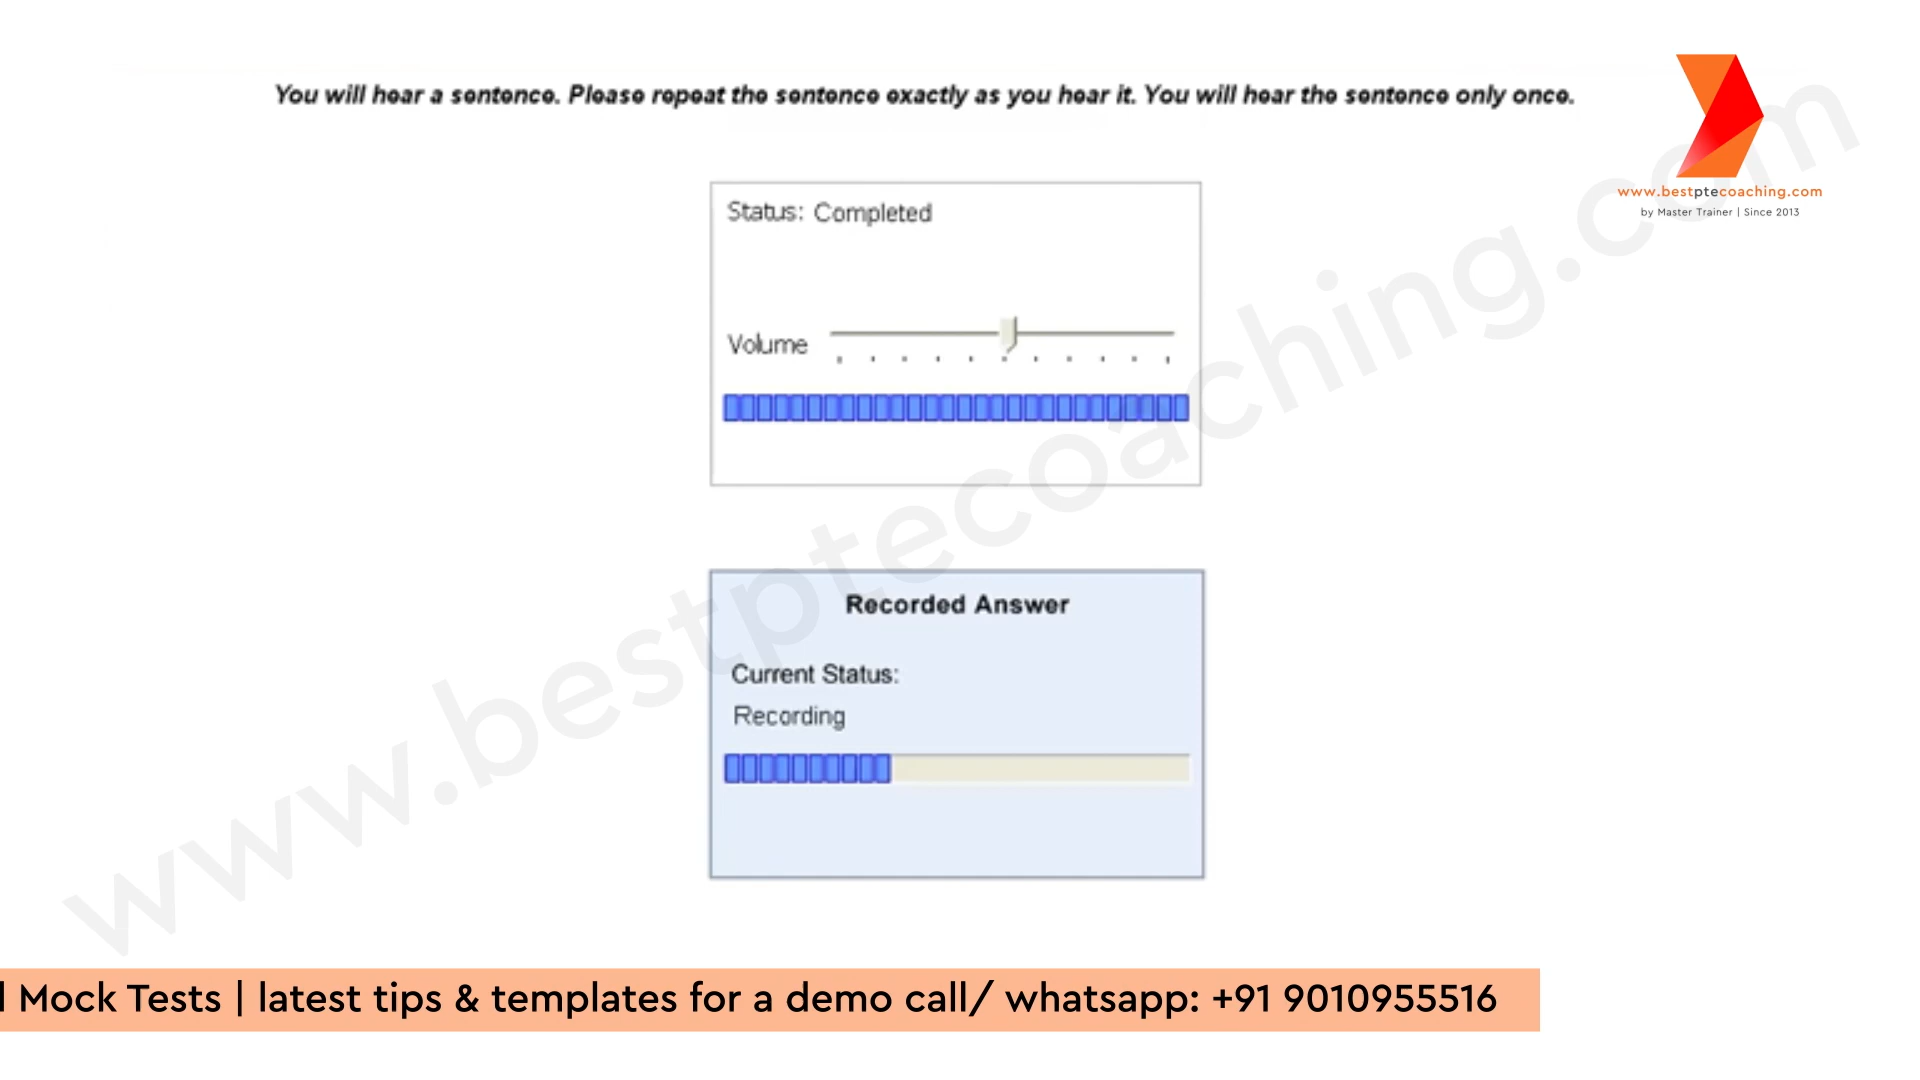 You will hear a sentence. Please repeat the sentence exactly as you hear it. You will hear the sentence only once.
www.bestptecoaching.com
by Master Trainer | Since 2013
Status: Completed
Volume
www.bestptecoaching.com
Recorded Answer
Current Status:
Recording
Mock Tests | latest tips & templates for a demo call/ whatsapp: +91 9010955516